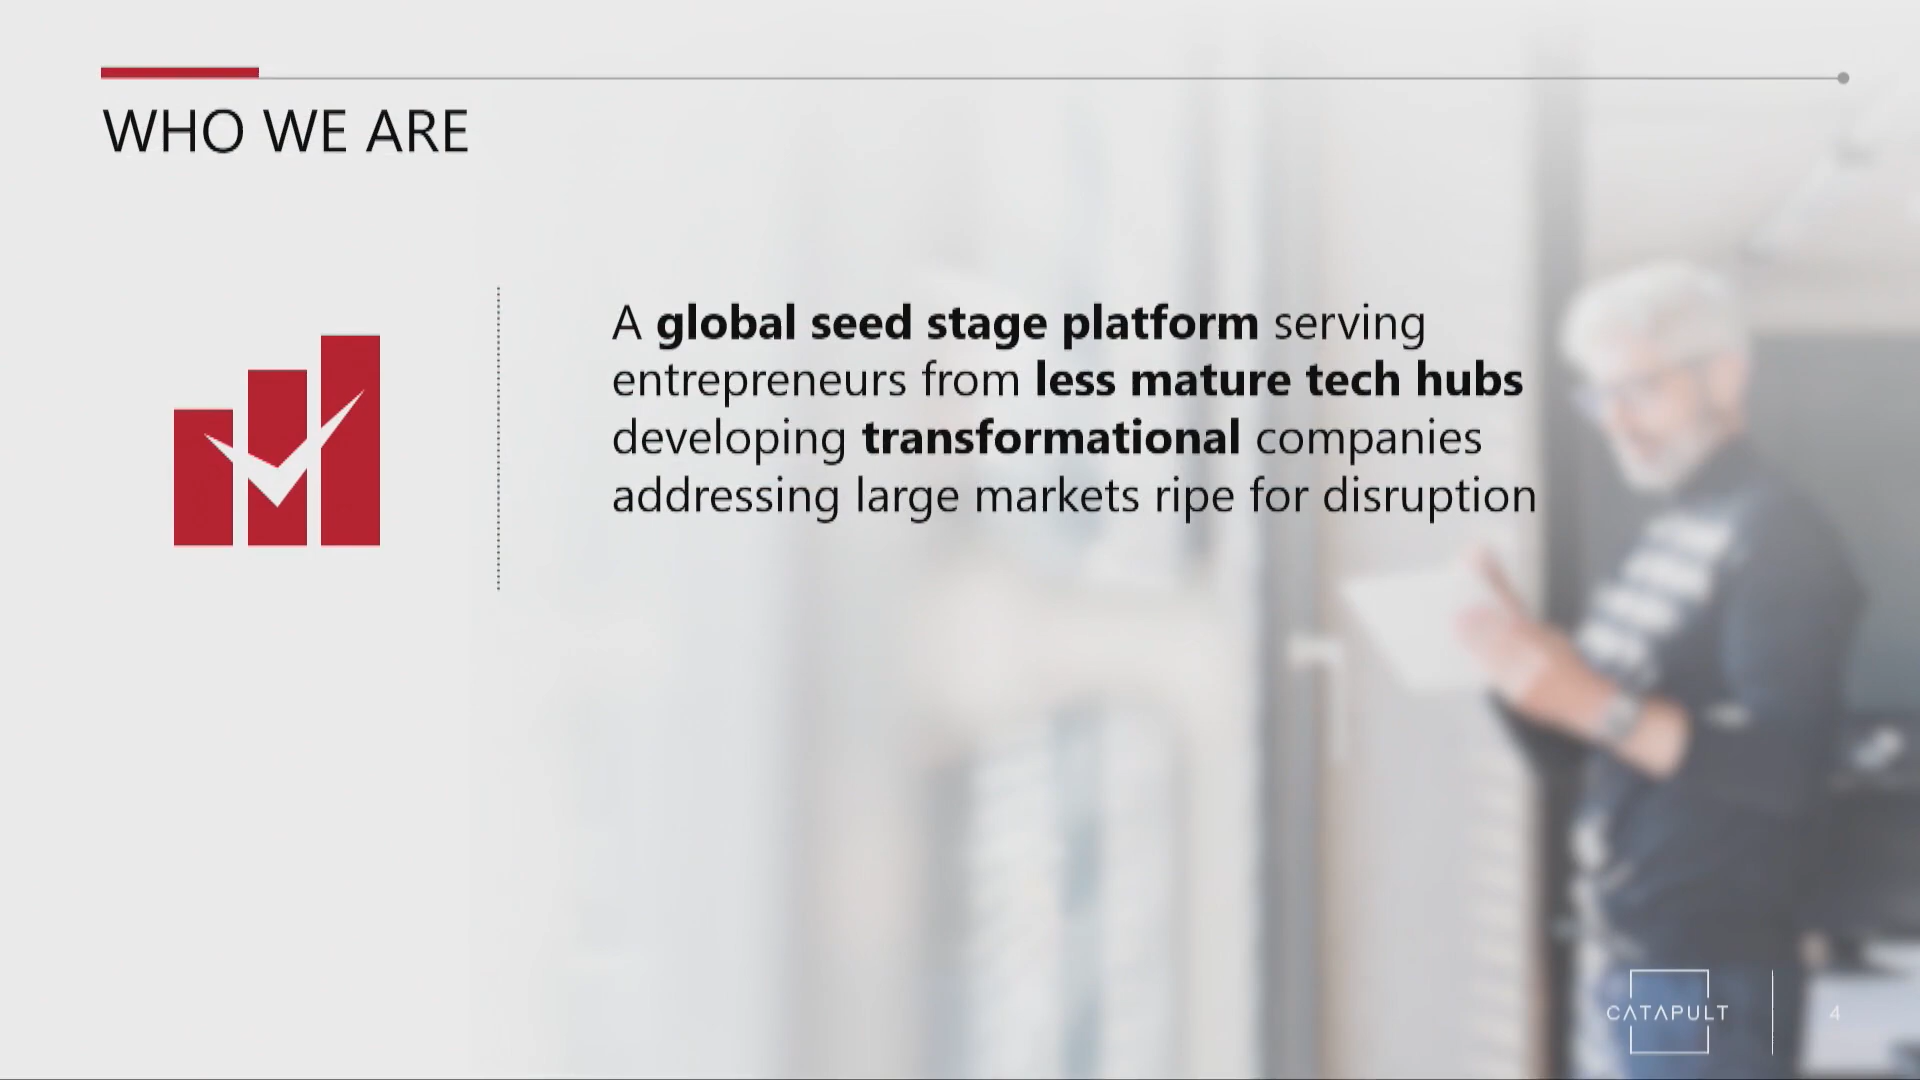 WHO WE ARE
A global seed stage platform serving
entrepreneurs from less mature tech hubs
developing transformational companies
addressing large markets ripe for disruption
CATAPULT
4